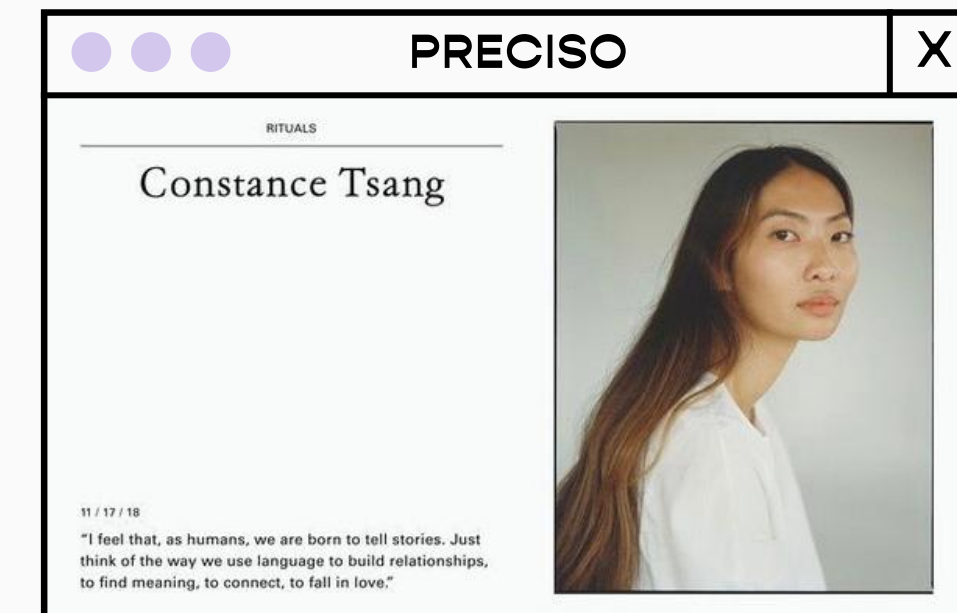 PRECISO
X
RITUALS
Constance Tsang
11 / 17 / 18
“I feel that, as humans, we are born to tell stories. Just
think of the way we use language to build relationships,
to find meaning, to connect, to fall in love.”